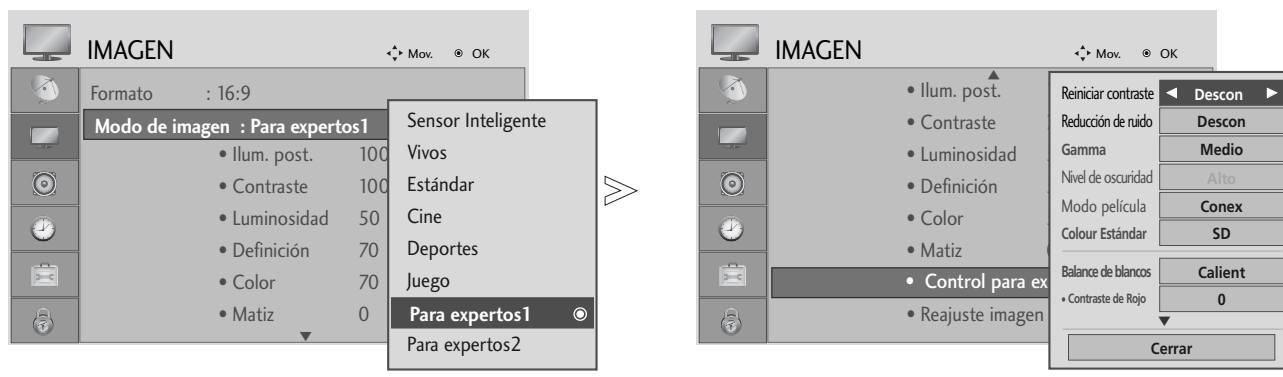 IMAGEN
Mov. OK
Formato : 16:9
Modo de imagen : Para expertos1
• Ilum. post. 100
• Contraste 100
• Luminosidad 50
• Definición 70
• Color 70
• Matiz 0
Sensor Inteligente
Vivos
Estándar
Cine
Deportes
Juego
Para expertos1
Para expertos2
IMAGEN
Mov. OK
• Ilum. post.
• Contraste
• Luminosidad
• Definición
• Color
• Matiz
• Control para ex
• Reajuste imagen
Reiniciar contraste Descon
Reducción de ruido Descon
Gamma Medio
Nivel de oscuridad Alto
Modo película Conex
Colour Estándar SD
Balance de blancos Calient
• Contraste de Rojo 0
Cerrar